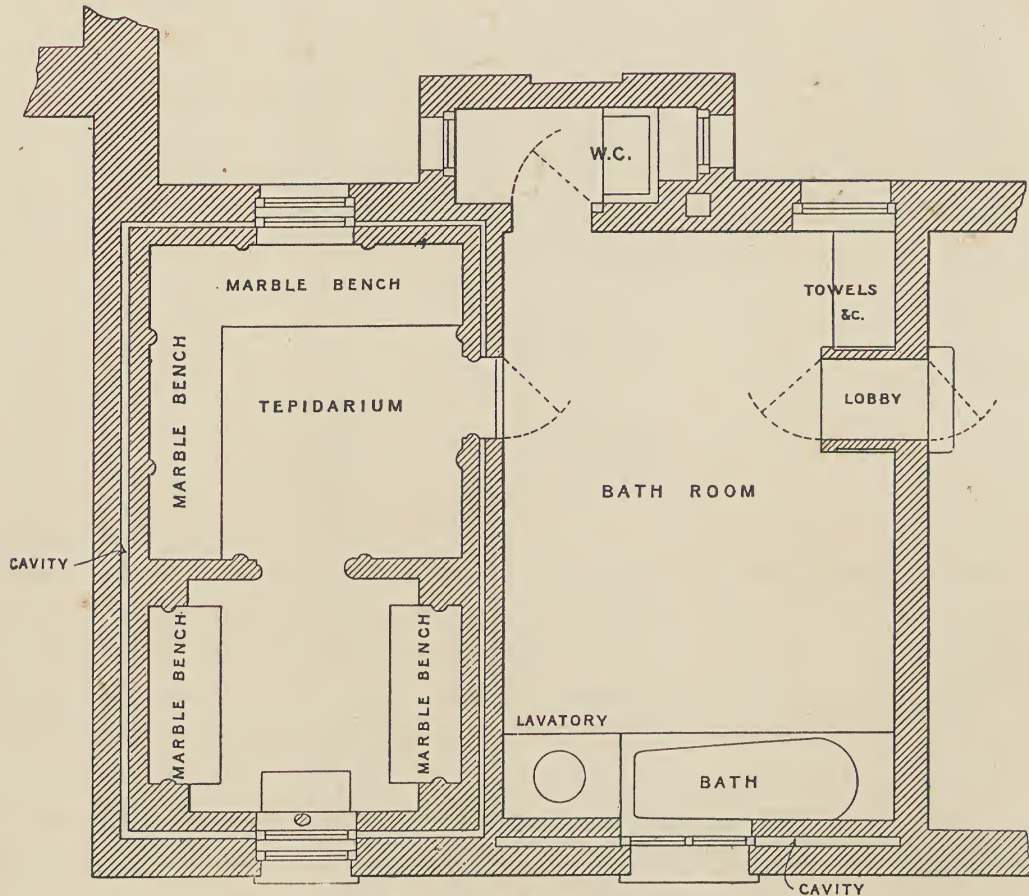 W.C.
MARBLE BENCH
TOWELS
&C.
MARBLE BENCH
TEPIDARIUM
LOBBY
BATH ROOM
CAVITY
MARBLE BENCH
MARBLE BENCH
LAVATORY
BATH
CAVITY